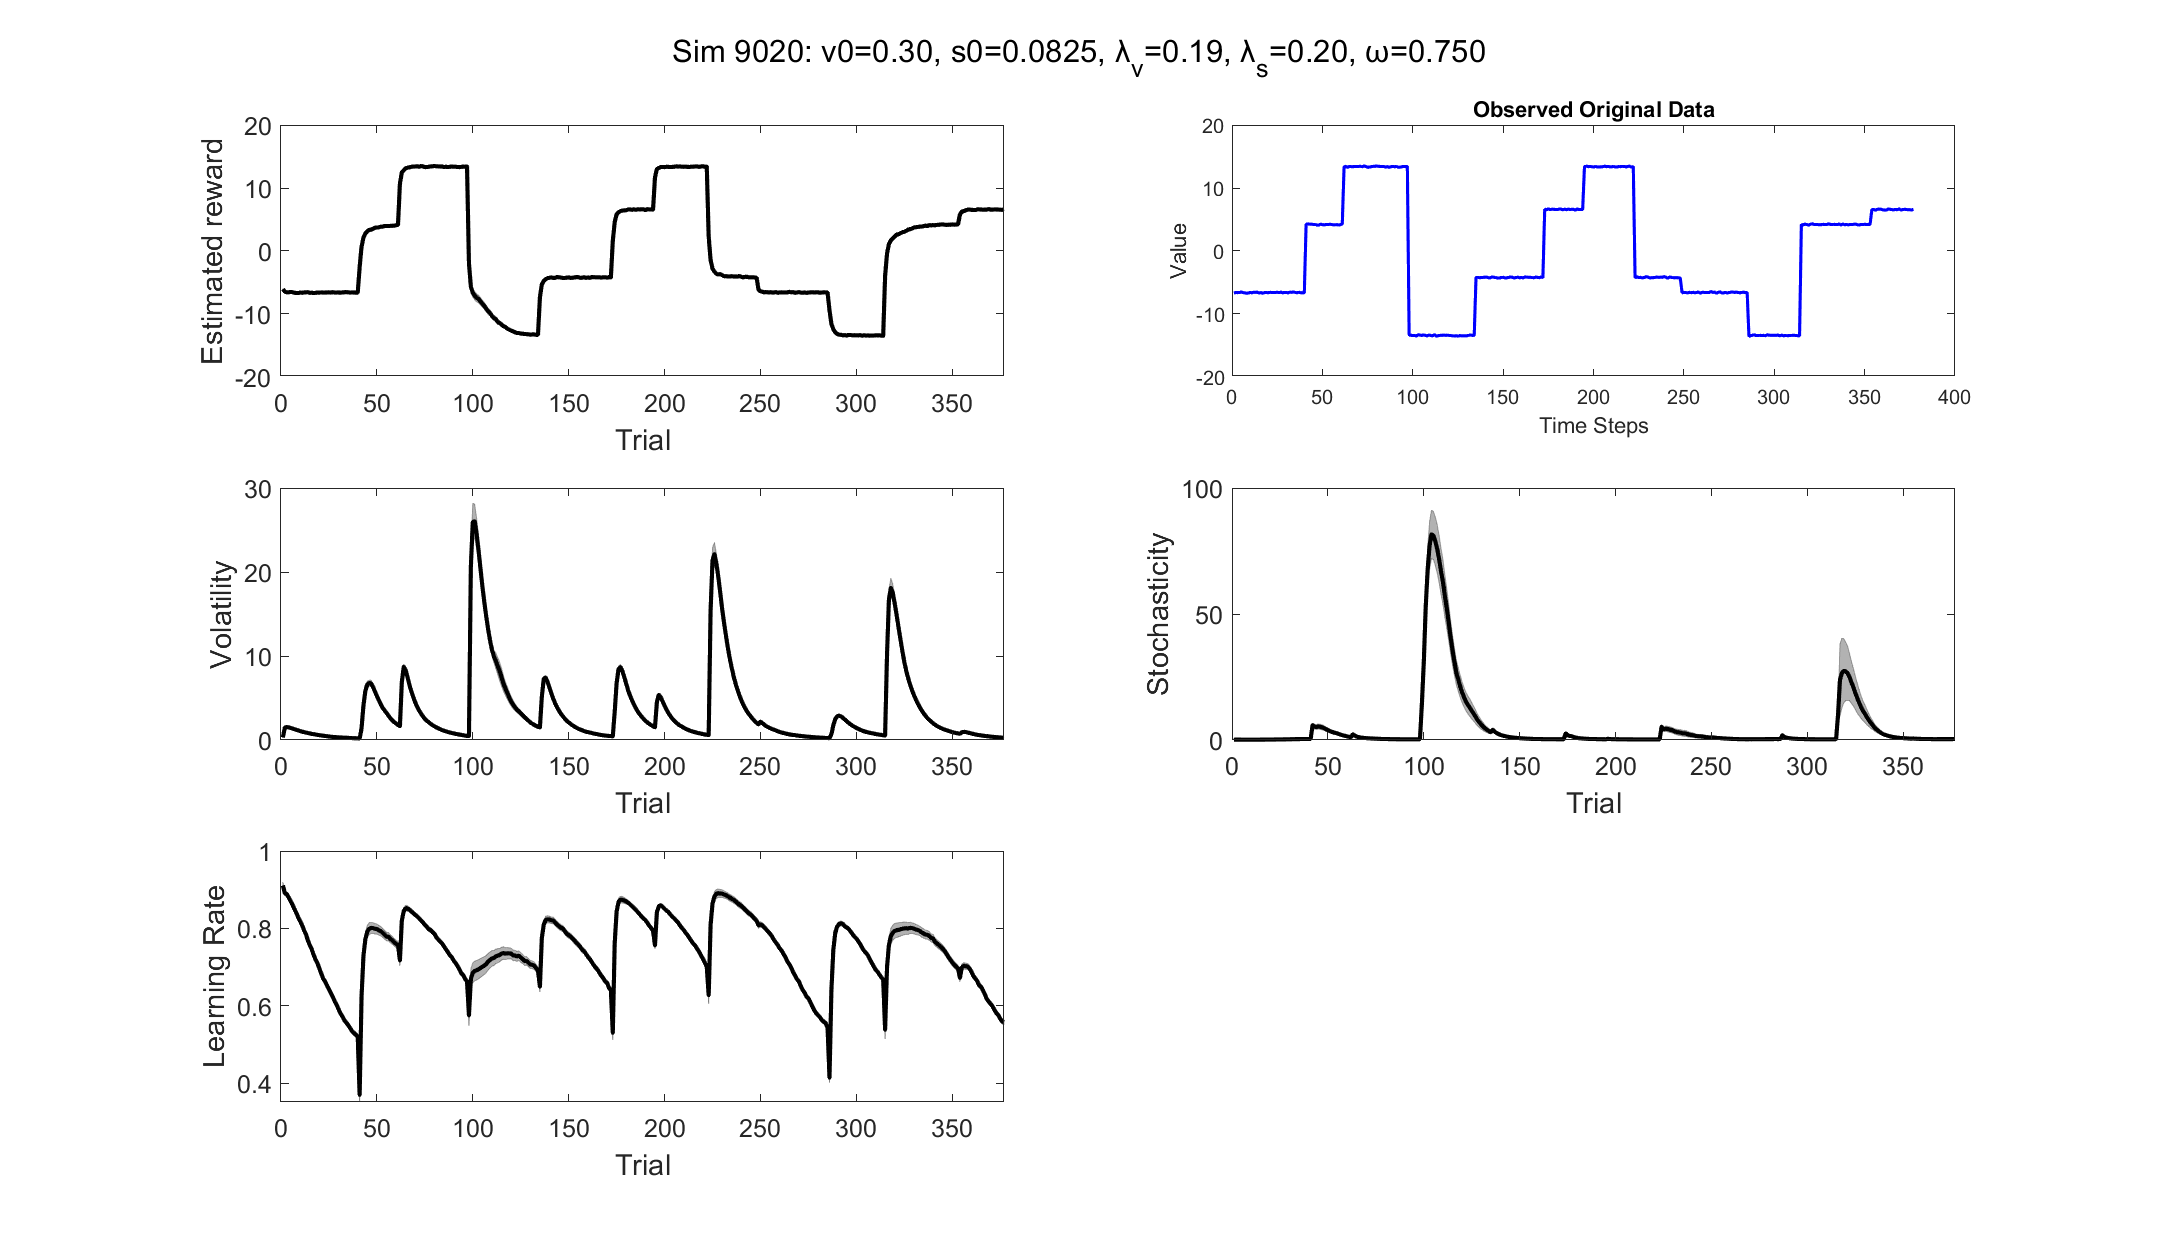 Sim 9020: v0=0.30, s0=0.0825, λ_v=0.19, λ_s=0.20, ω=0.750
Estimated reward
20
10
0
-10
-20
0 50 100 150 200 250 300 350
Trial
Observed Original Data
Value
20
10
0
-10
-20
0 50 100 150 200 250 300 350 400
Time Steps
Volatility
30
20
10
0
0 50 100 150 200 250 300 350
Trial
Stochasticity
100
50
0
0 50 100 150 200 250 300 350
Trial
Learning Rate
1
0.8
0.6
0.4
0 50 100 150 200 250 300 350
Trial